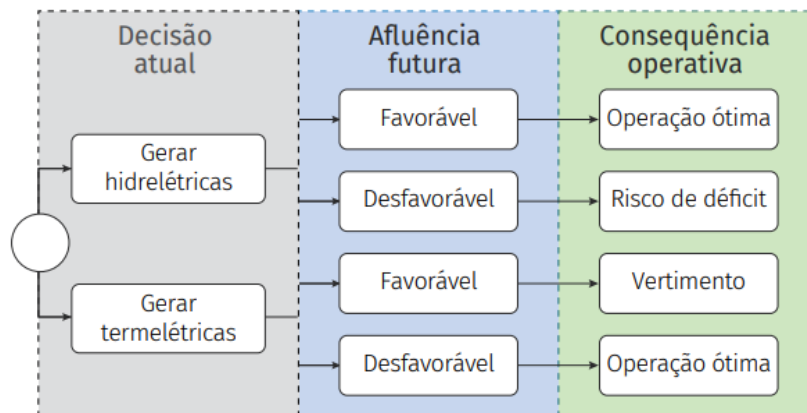 Decisão
atual
Afluência
futura
Consequência
operativa
Gerar
hidrelétricas
Favorável
Operação ótima
Desfavorável
Risco de déficit
Gerar
termelétricas
Favorável
Vertimento
Desfavorável
Operação ótima